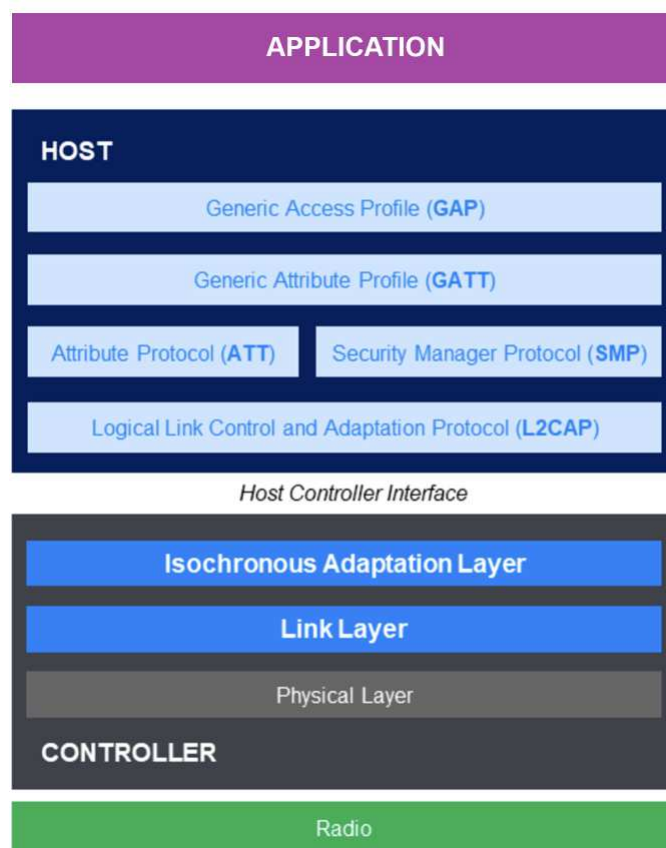 APPLICATION
HOST
Generic Access Profile (GAP)
Generic Attribute Profile (GATT)
Attribute Protocol (ATT)
Security Manager Protocol (SMP)
Logical Link Control and Adaptation Protocol (L2CAP)
Host Controller Interface
Isochronous Adaptation Layer
Link Layer
Physical Layer
CONTROLLER
Radio